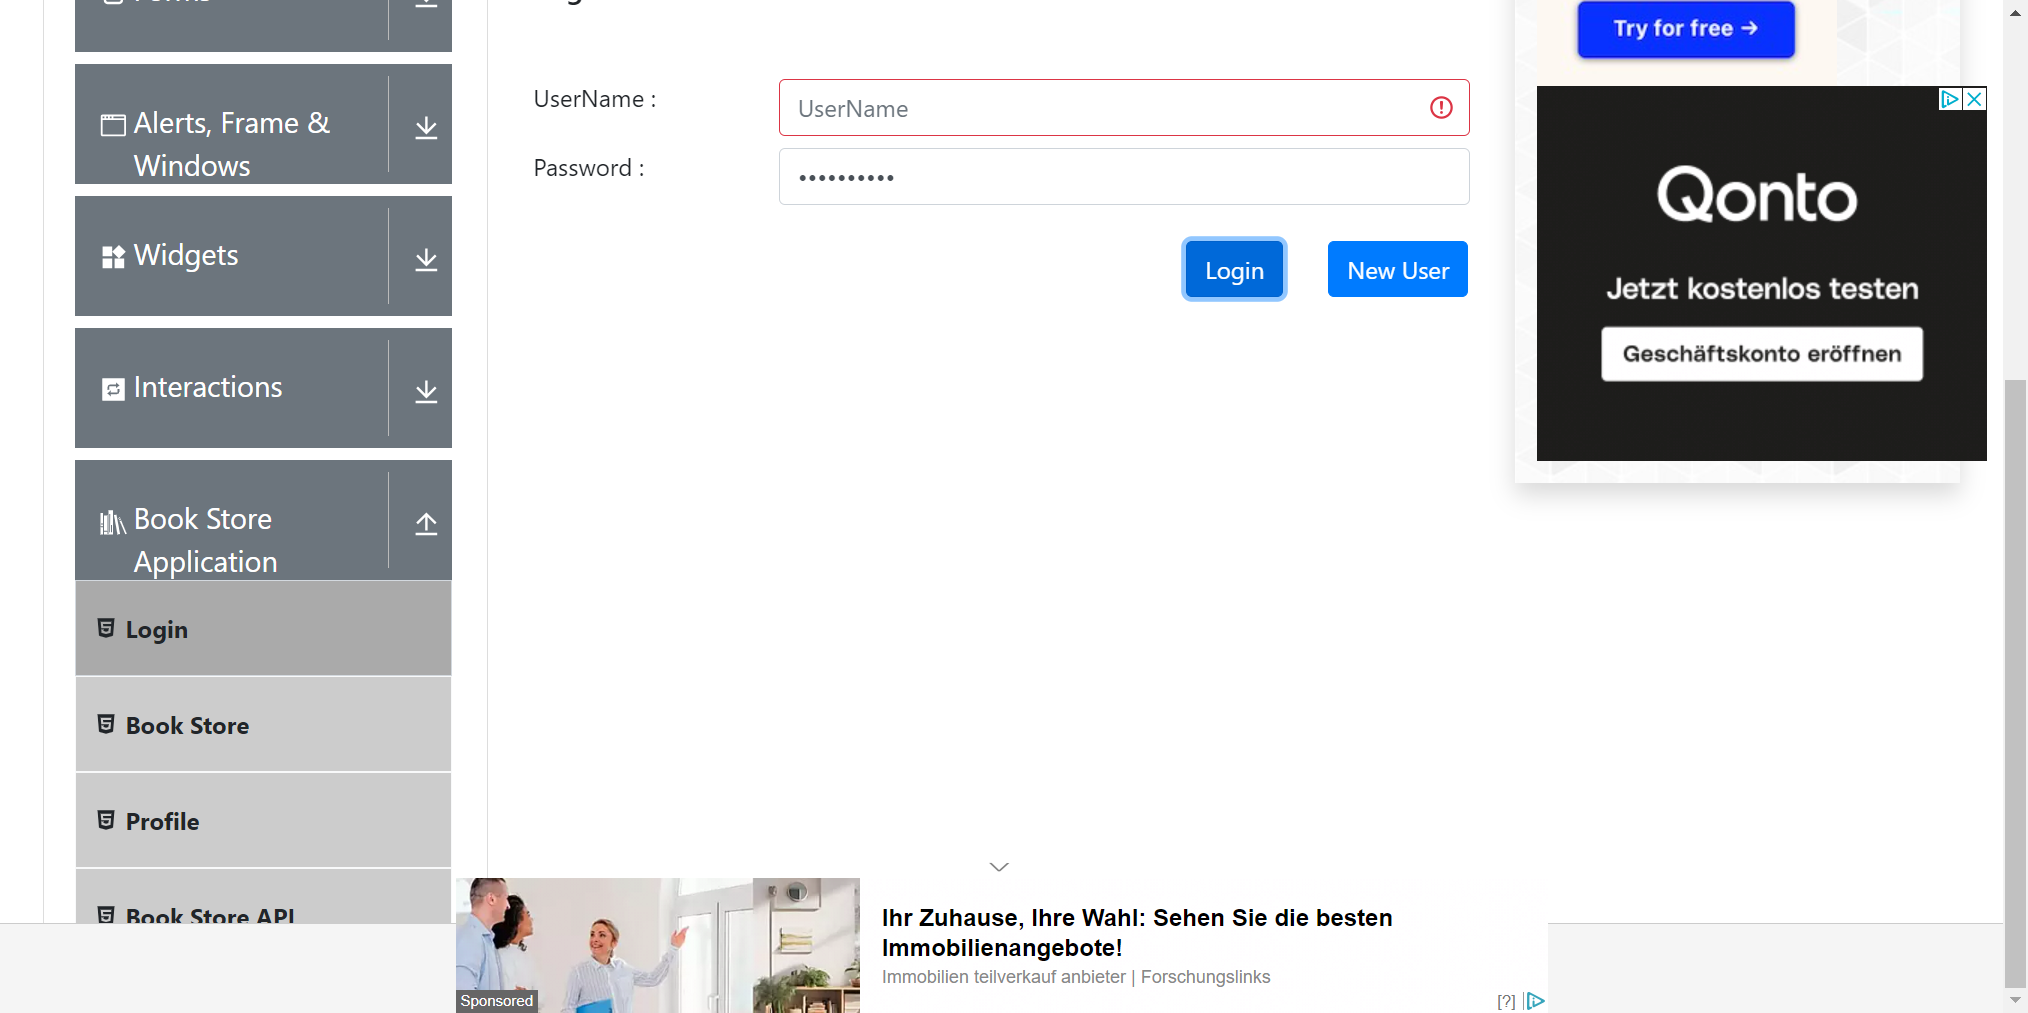 Alerts, Frame &
Windows
Widgets
Interactions
Book Store
Application
Login
Book Store
Profile
Book Store API
UserName :
UserName
Password :
••••••••••
Login
New User
Try for free →
Qonto
Jetzt kostenlos testen
Geschäftskonto eröffnen
Ihr Zuhause, Ihre Wahl: Sehen Sie die besten
Immobilienangebote!
Immobilien teilverkauf anbieter | Forschungslinks
Sponsored
[?]